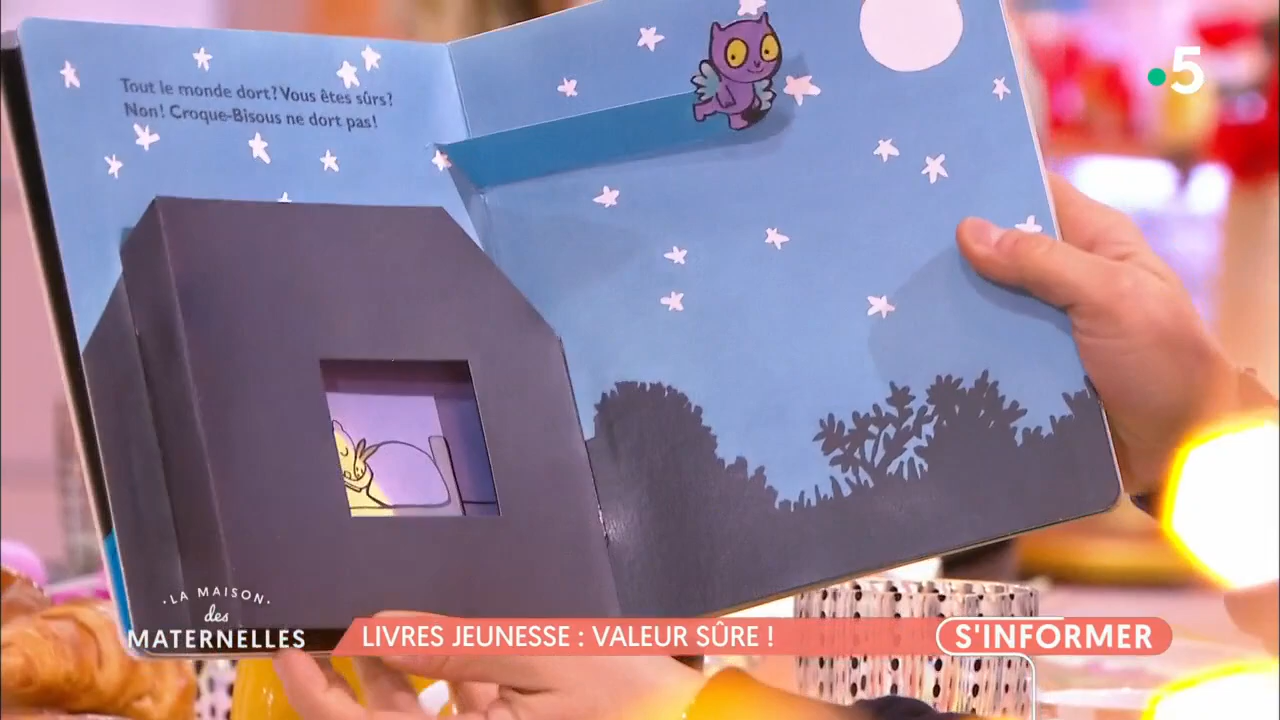 Tout le monde dort? Vous êtes sûrs?
Non! Croque-Bisous ne dort pas!
5
·LA MAISON·
des
MATERNELLES
LIVRES JEUNESSE : VALEUR SÛRE !
S'INFORMER